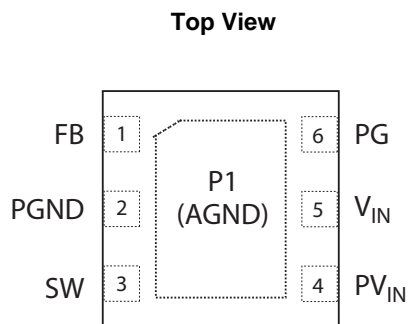 Top View
FB 1 6 PG
P1
(AGND)
PGND 2 5 VIN
SW 3 4 PVIN